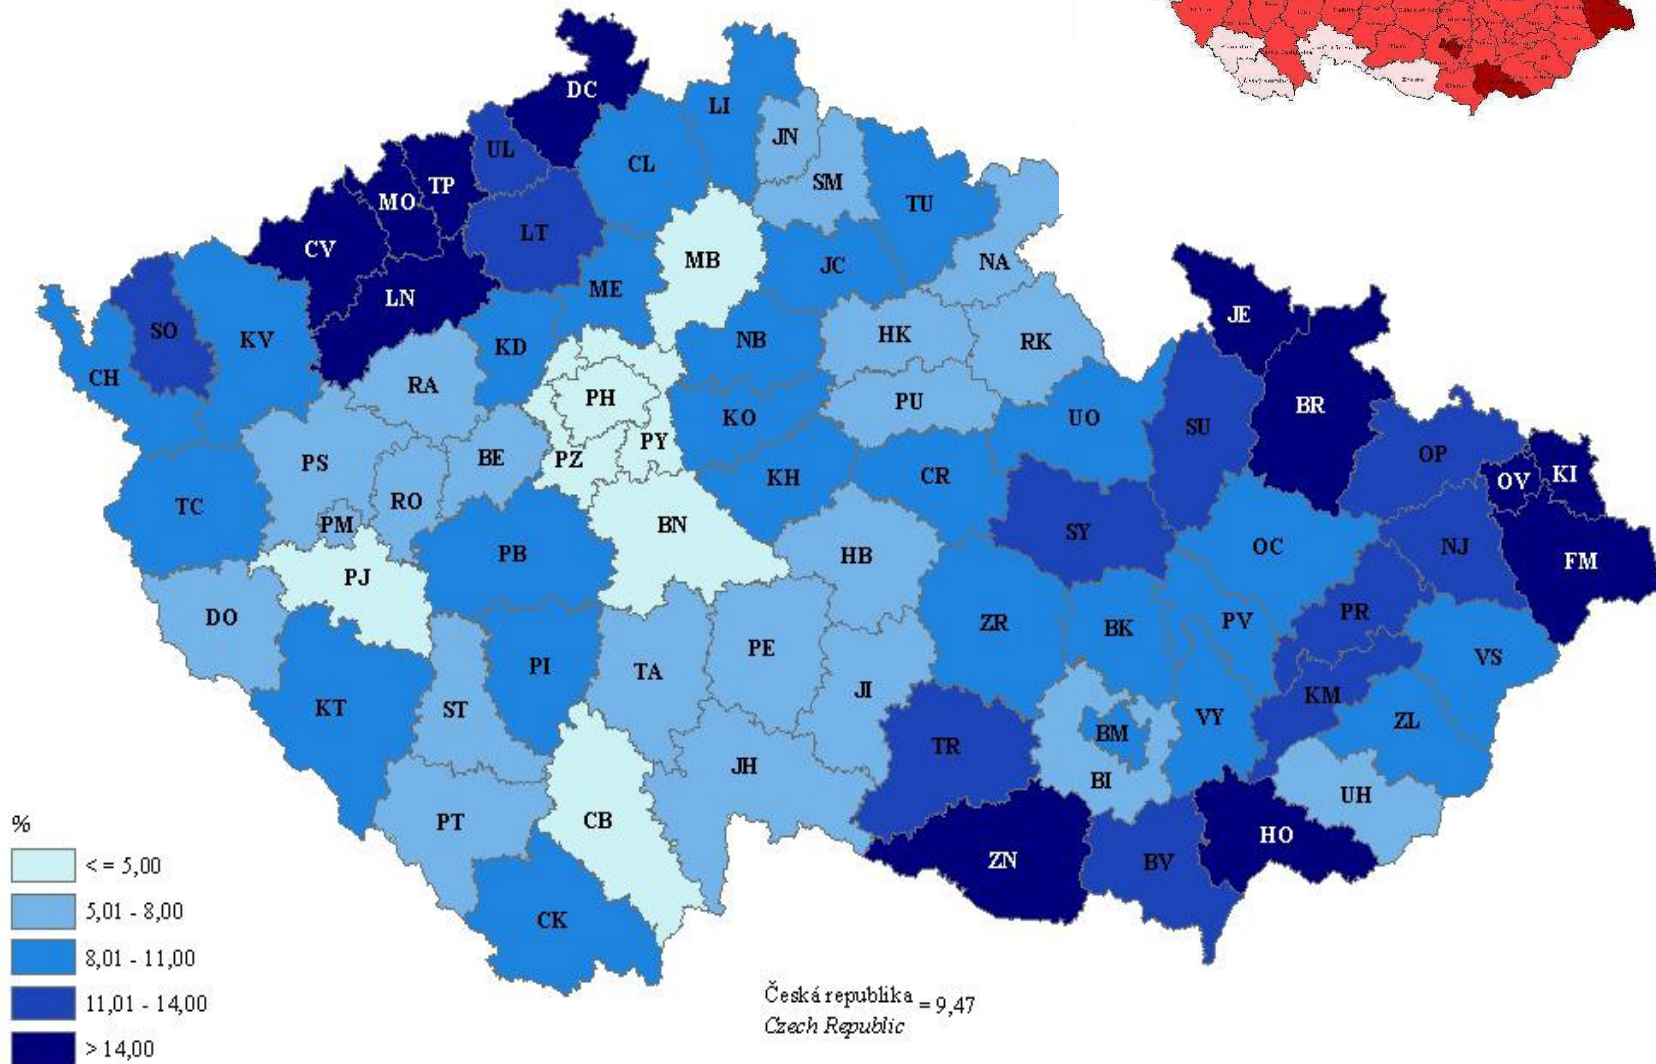 DC
LI
JN
UL
CL
SM
TP
MO
TU
LT
CV
MB
JC
NA
ME
LN
JE
SO
KV
KD
NB
HK
RK
CH
RA
PH
KO
PU
BR
UO
SU
PY
PS
BE
PZ
OP
KH
CR
OV
KI
TC
RO
PM
BN
SY
OC
NJ
PB
HB
FM
PJ
DO
ZR
BK
PV
PR
PI
TA
PE
VS
JI
KM
KT
ST
VY
ZL
BM
TR
JH
BI
UH
PT
CB
HO
ZN
BV
CK
%
< = 5,00
5,01 - 8,00
8,01 - 11,00
11,01 - 14,00
> 14,00
Česká republika = 9,47
Czech Republic